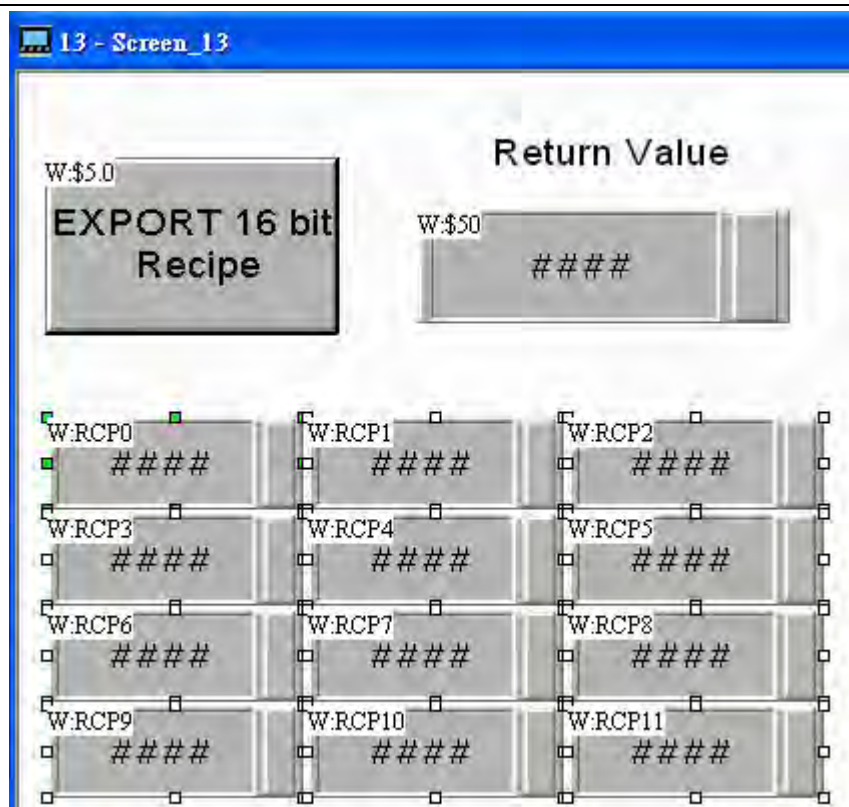 13 - Screen_13
Return Value
W:$5.0
EXPORT 16 bit
Recipe
W:$50
####
W:RCP0
####
W:RCP1
####
W:RCP2
####
W:RCP3
####
W:RCP4
####
W:RCP5
####
W:RCP6
####
W:RCP7
####
W:RCP8
####
W:RCP9
####
W:RCP10
####
W:RCP11
####